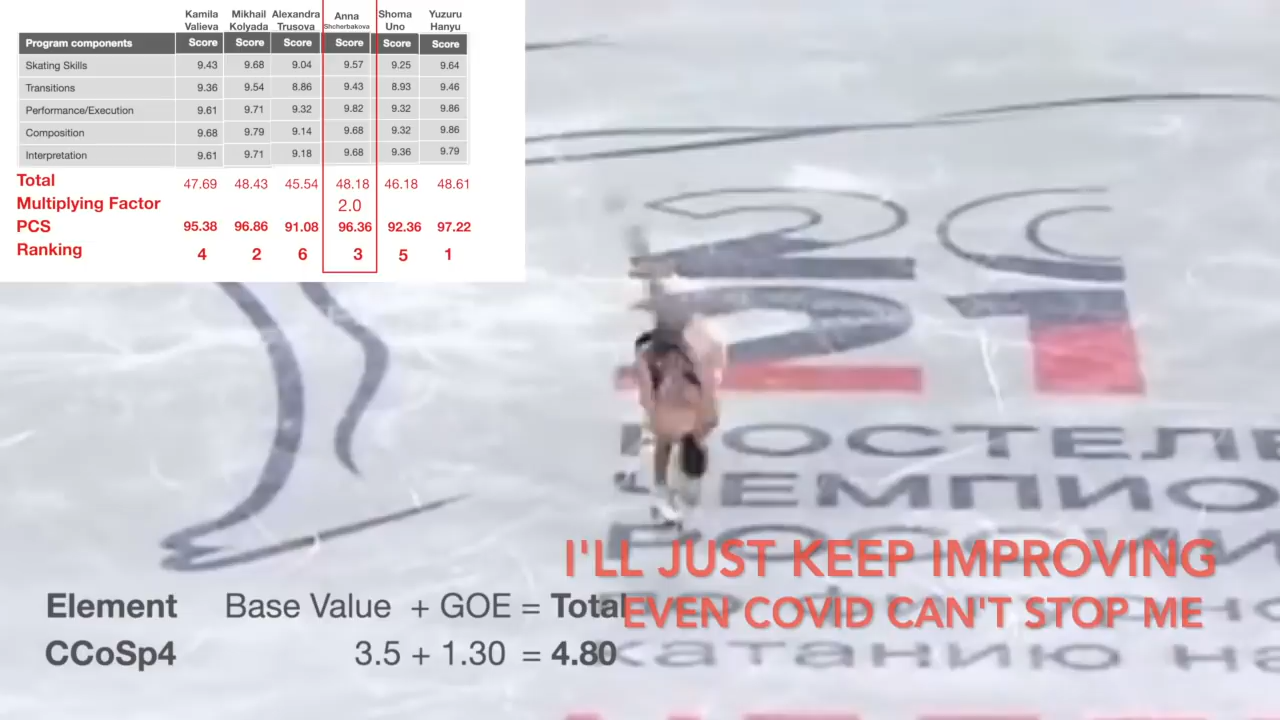 Kamila Valieva Mikhail Kolyada Alexandra Trusova Anna Shcherbakova Shoma Uno Yuzuru Hanyu
Program components Score Score Score Score Score Score
Skating Skills 9.43 9.68 9.04 9.57 9.25 9.64
Transitions 9.36 9.54 8.86 9.43 8.93 9.46
Performance/Execution 9.61 9.71 9.32 9.82 9.32 9.86
Composition 9.68 9.79 9.14 9.68 9.32 9.86
Interpretation 9.61 9.71 9.18 9.68 9.36 9.79
Total 47.69 48.43 45.54 48.18 46.18 48.61
Multiplying Factor 2.0
PCS 95.38 96.86 91.08 96.36 92.36 97.22
Ranking 4 2 6 3 5 1
20
21
РОСТЕЛЕ
ЧЕМПИО
РОССИИ
I'LL JUST KEEP IMPROVING
EVEN COVID CAN'T STOP ME
катанию на
Element Base Value + GOE = Total
CCoSp4 3.5 + 1.30 = 4.80